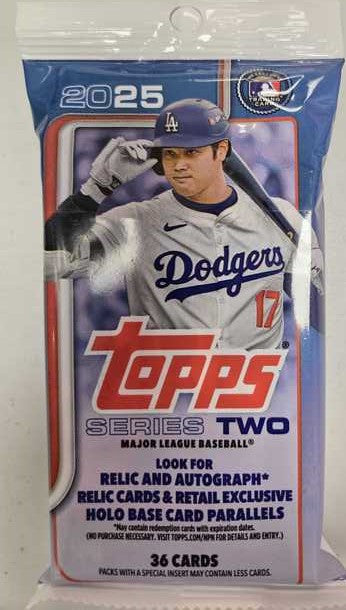 2025
LA
Dodgers
17
Topps®
SERIES TWO
MAJOR LEAGUE BASEBALL®
LOOK FOR
RELIC AND AUTOGRAPH*
RELIC CARDS & RETAIL EXCLUSIVE
HOLO BASE CARD PARALLELS
*May contain redemption cards with expiration dates.
(NO PURCHASE NECESSARY. VISIT TOPPS.COM/NPN FOR DETAILS AND ENTRY.)
36 CARDS
PACKS WITH A SPECIAL INSERT MAY CONTAIN LESS CARDS.